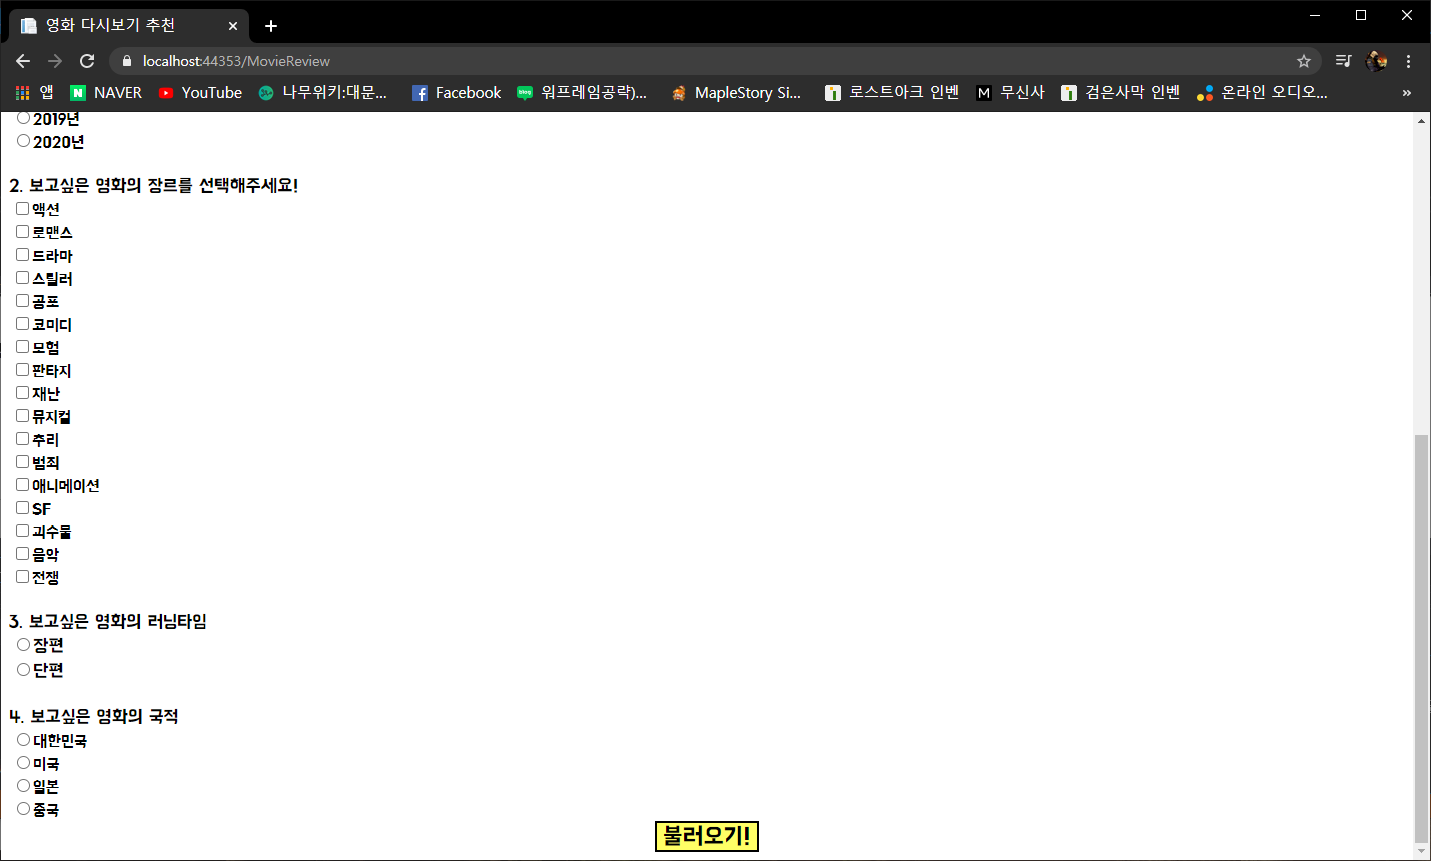 영화 다시보기 추천
localhost:44353/MovieReview
앱 NAVER YouTube 나무위키:대문... Facebook 워프레임공략)... MapleStory Si... 로스트아크 인벤 무신사 검은사막 인벤 온라인 오디오... »
2019년
2020년
2. 보고싶은 영화의 장르를 선택해주세요!
액션
로맨스
드라마
스릴러
공포
코미디
모험
판타지
재난
뮤지컬
추리
범죄
애니메이션
SF
괴수물
음악
전쟁
3. 보고싶은 영화의 러닝타임
장편
단편
4. 보고싶은 영화의 국적
대한민국
미국
일본
중국
불러오기!